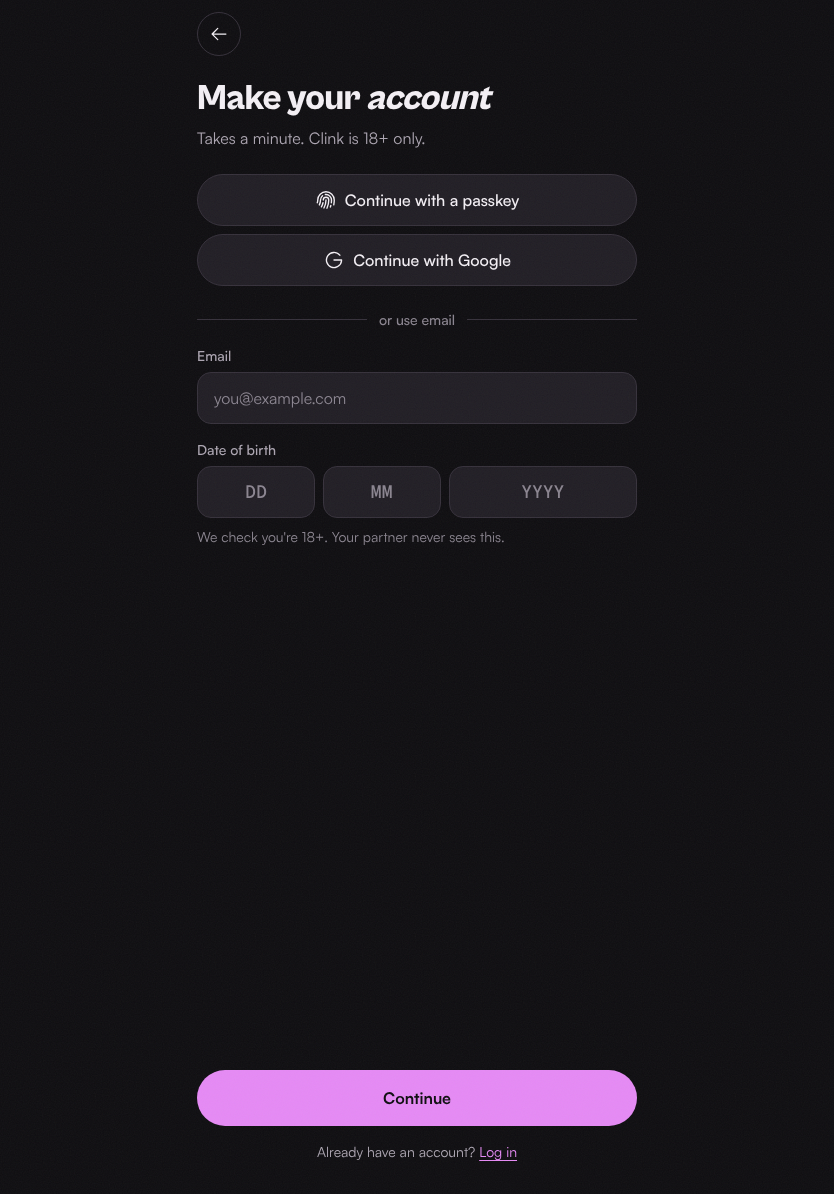 Make your account
Takes a minute. Clink is 18+ only.
Continue with a passkey
Continue with Google
or use email
Email
you@example.com
Date of birth
DD MM YYYY
We check you're 18+. Your partner never sees this.
Continue
Already have an account? Log in